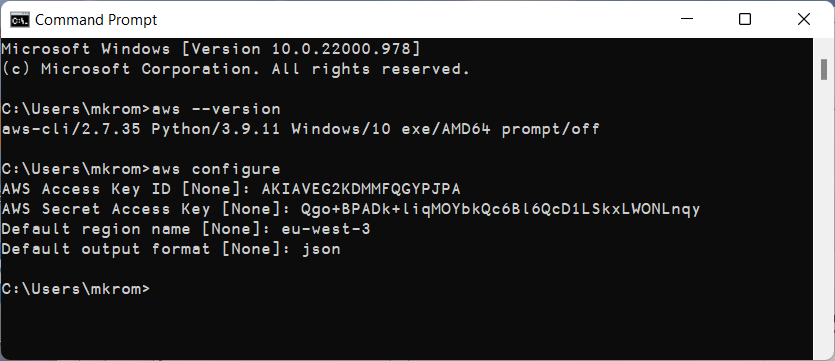 Command Prompt
Microsoft Windows [Version 10.0.22000.978]
(c) Microsoft Corporation. All rights reserved.
C:\Users\mkrom>aws --version
aws-cli/2.7.35 Python/3.9.11 Windows/10 exe/AMD64 prompt/off
C:\Users\mkrom>aws configure
AWS Access Key ID [None]: AKIAVEG2KDMMFQGYPJPA
AWS Secret Access Key [None]: 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
Default region name [None]: eu-west-3
Default output format [None]: json
C:\Users\mkrom>